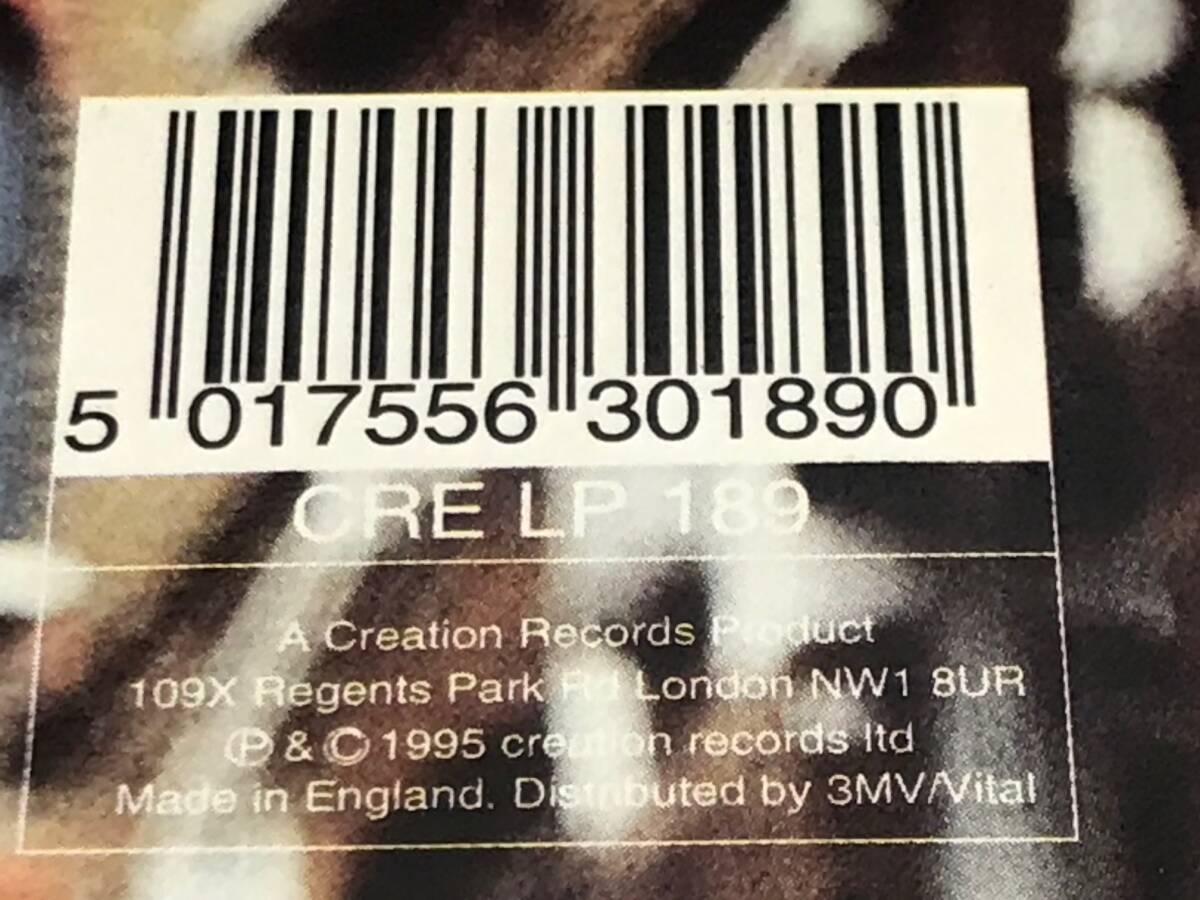 5 017556 301890
CRE LP 189
A Creation Records Product
109X Regents Park Rd London NW1 8UR
Ⓟ & © 1995 creation records ltd
Made in England. Distributed by 3MV/Vital